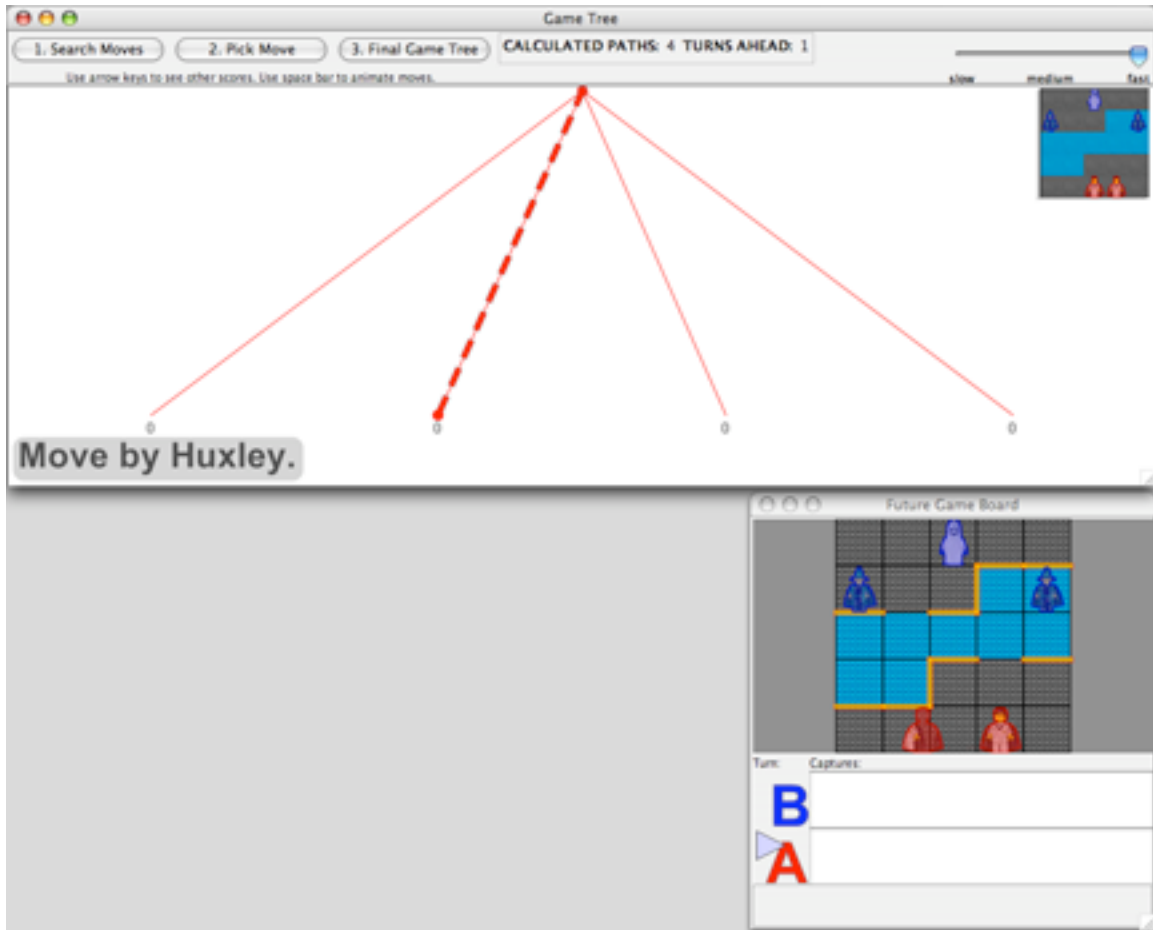 Game Tree
1. Search Moves 2. Pick Move 3. Final Game Tree CALCULATED PATHS: 4 TURNS AHEAD: 1
Use arrow keys to see other scores. Use space bar to animate moves.
slow medium fast
0 0 0 0
Move by Huxley.
Future Game Board
Turn: Captures:
B
A